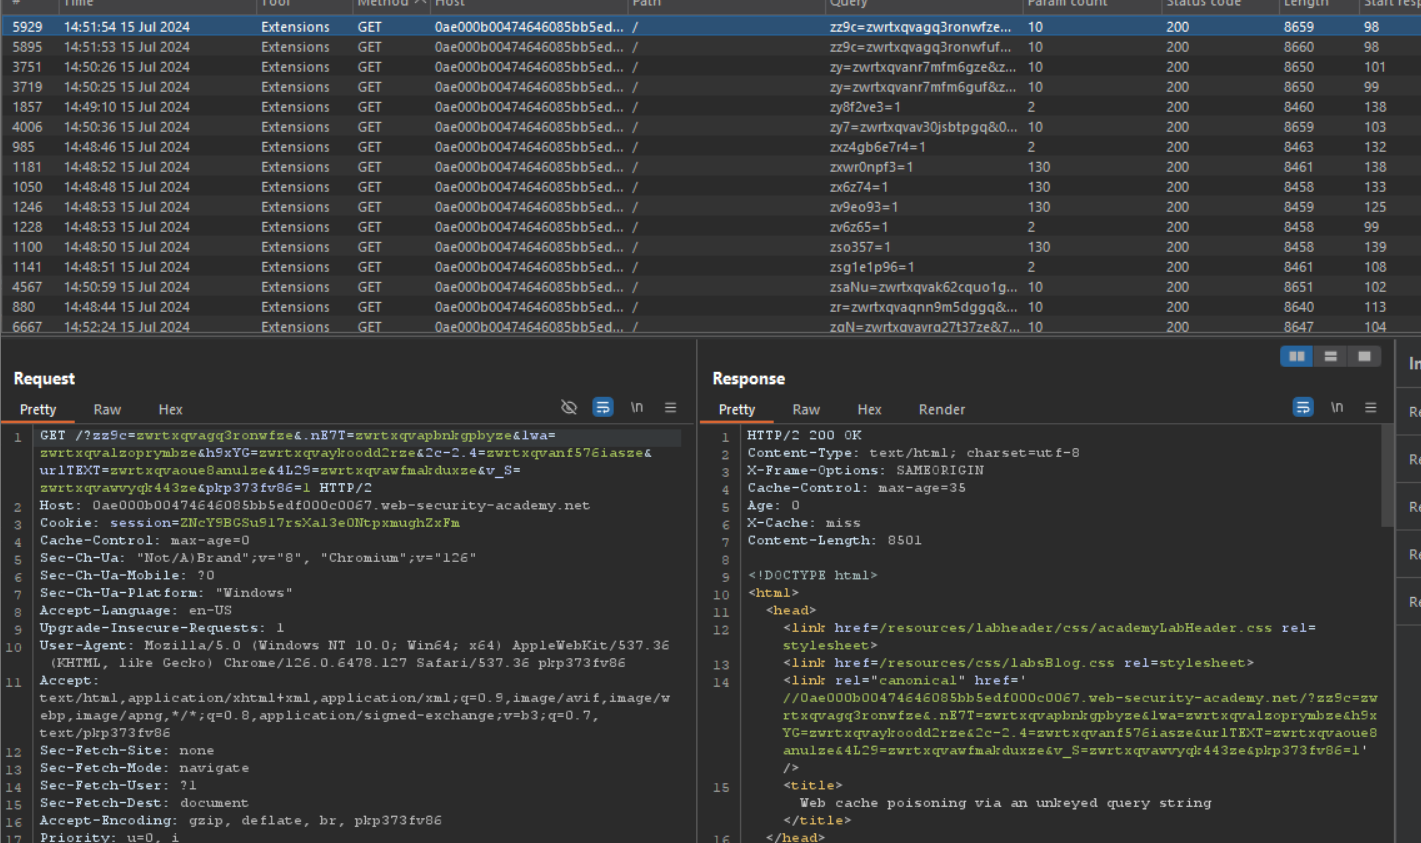 # Time Tool Method Host Path Query Param count Status code Length Start resp
5929 14:51:54 15 Jul 2024 Extensions GET 0ae000b00474646085bb5ed... / zz9c=zwrtxqvagq3ronwfze... 10 200 8659 98
5895 14:51:53 15 Jul 2024 Extensions GET 0ae000b00474646085bb5ed... / zz9c=zwrtxqvagq3ronwfuf... 10 200 8660 98
3751 14:50:26 15 Jul 2024 Extensions GET 0ae000b00474646085bb5ed... / zy=zwrtxqvanr7mfm6gze&z... 10 200 8650 101
3719 14:50:25 15 Jul 2024 Extensions GET 0ae000b00474646085bb5ed... / zy=zwrtxqvanr7mfm6guf&z... 10 200 8650 99
1857 14:49:10 15 Jul 2024 Extensions GET 0ae000b00474646085bb5ed... / zy8f2ve3=1 2 200 8460 138
4006 14:50:36 15 Jul 2024 Extensions GET 0ae000b00474646085bb5ed... / zy7=zwrtxqvav30jsbtpgq&0... 10 200 8659 103
985 14:48:46 15 Jul 2024 Extensions GET 0ae000b00474646085bb5ed... / zxz4gb6e7r4=1 2 200 8463 132
1181 14:48:52 15 Jul 2024 Extensions GET 0ae000b00474646085bb5ed... / zxwr0npf3=1 130 200 8461 138
1050 14:48:48 15 Jul 2024 Extensions GET 0ae000b00474646085bb5ed... / zx6z74=1 130 200 8458 133
1246 14:48:53 15 Jul 2024 Extensions GET 0ae000b00474646085bb5ed... / zv9eo93=1 130 200 8459 125
1228 14:48:53 15 Jul 2024 Extensions GET 0ae000b00474646085bb5ed... / zv6z65=1 2 200 8458 99
1100 14:48:50 15 Jul 2024 Extensions GET 0ae000b00474646085bb5ed... / zso357=1 130 200 8458 139
1141 14:48:51 15 Jul 2024 Extensions GET 0ae000b00474646085bb5ed... / zsg1e1p96=1 2 200 8461 108
4567 14:50:59 15 Jul 2024 Extensions GET 0ae000b00474646085bb5ed... / zsaNu=zwrtxqvak62cquo1g... 10 200 8651 102
880 14:48:44 15 Jul 2024 Extensions GET 0ae000b00474646085bb5ed... / zr=zwrtxqvaqnn9m5dggq&... 10 200 8640 113
6667 14:52:24 15 Jul 2024 Extensions GET 0ae000b00474646085bb5ed... / zqN=zwrtxqvavrq27t37ze&7... 10 200 8647 104
Request
Pretty Raw Hex \n
1 GET /?zz9c=zwrtxqvagq3ronwfze&.nE7T=zwrtxqvapbnkgpbyze&lwa=
zwrtxqvalzoprymbze&h9xYG=zwrtxqvaykoodd2rze&2c-2.4=zwrtxqvanf576iasze&
urlTEXT=zwrtxqvaoue8anulze&4L29=zwrtxqvawfmakduxze&v_S=
zwrtxqvawvyqk443ze&pkp373fv86=1 HTTP/2
2 Host: 0ae000b00474646085bb5edf000c0067.web-security-academy.net
3 Cookie: session=ZNcY9BGSu9l7rsXal3e0NtpxmughZxFm
4 Cache-Control: max-age=0
5 Sec-Ch-Ua: "Not/A)Brand";v="8", "Chromium";v="126"
6 Sec-Ch-Ua-Mobile: ?0
7 Sec-Ch-Ua-Platform: "Windows"
8 Accept-Language: en-US
9 Upgrade-Insecure-Requests: 1
10 User-Agent: Mozilla/5.0 (Windows NT 10.0; Win64; x64) AppleWebKit/537.36
(KHTML, like Gecko) Chrome/126.0.6478.127 Safari/537.36 pkp373fv86
11 Accept:
text/html,application/xhtml+xml,application/xml;q=0.9,image/avif,image/w
ebp,image/apng,*/*;q=0.8,application/signed-exchange;v=b3;q=0.7,
text/pkp373fv86
12 Sec-Fetch-Site: none
13 Sec-Fetch-Mode: navigate
14 Sec-Fetch-User: ?1
15 Sec-Fetch-Dest: document
16 Accept-Encoding: gzip, deflate, br, pkp373fv86
17 Priority: u=0, i
Response
Pretty Raw Hex Render \n
1 HTTP/2 200 OK
2 Content-Type: text/html; charset=utf-8
3 X-Frame-Options: SAMEORIGIN
4 Cache-Control: max-age=35
5 Age: 0
6 X-Cache: miss
7 Content-Length: 8501
8
9 <!DOCTYPE html>
10 <html>
11 <head>
12 <link href=/resources/labheader/css/academyLabHeader.css rel=
stylesheet>
13 <link href=/resources/css/labsBlog.css rel=stylesheet>
14 <link rel="canonical" href='
//0ae000b00474646085bb5edf000c0067.web-security-academy.net/?zz9c=zw
rtxqvagq3ronwfze&.nE7T=zwrtxqvapbnkgpbyze&lwa=zwrtxqvalzoprymbze&h9x
YG=zwrtxqvaykoodd2rze&2c-2.4=zwrtxqvanf576iasze&urlTEXT=zwrtxqvaoue8
anulze&4L29=zwrtxqvawfmakduxze&v_S=zwrtxqvawvyqk443ze&pkp373fv86=1'
/>
15 <title>
Web cache poisoning via an unkeyed query string
</title>
16 </head>
In
Re
Re
Re
Re
Re